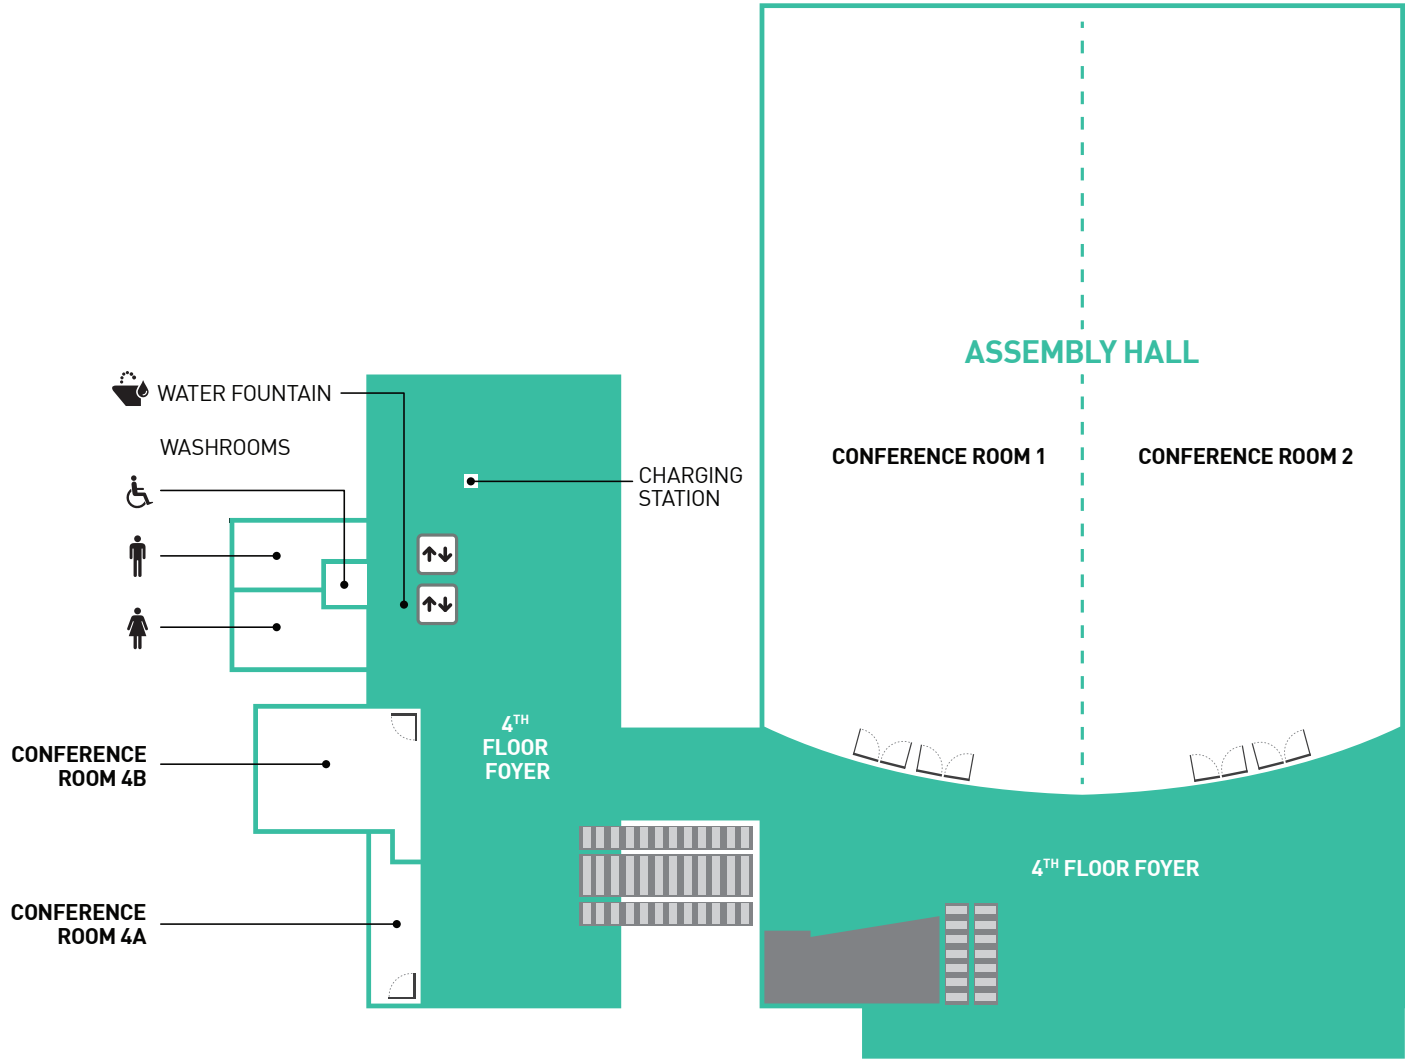 ASSEMBLY HALL
CONFERENCE ROOM 1
CONFERENCE ROOM 2
WATER FOUNTAIN
WASHROOMS
CHARGING
STATION
4TH
FLOOR
FOYER
CONFERENCE
ROOM 4B
4TH FLOOR FOYER
CONFERENCE
ROOM 4A